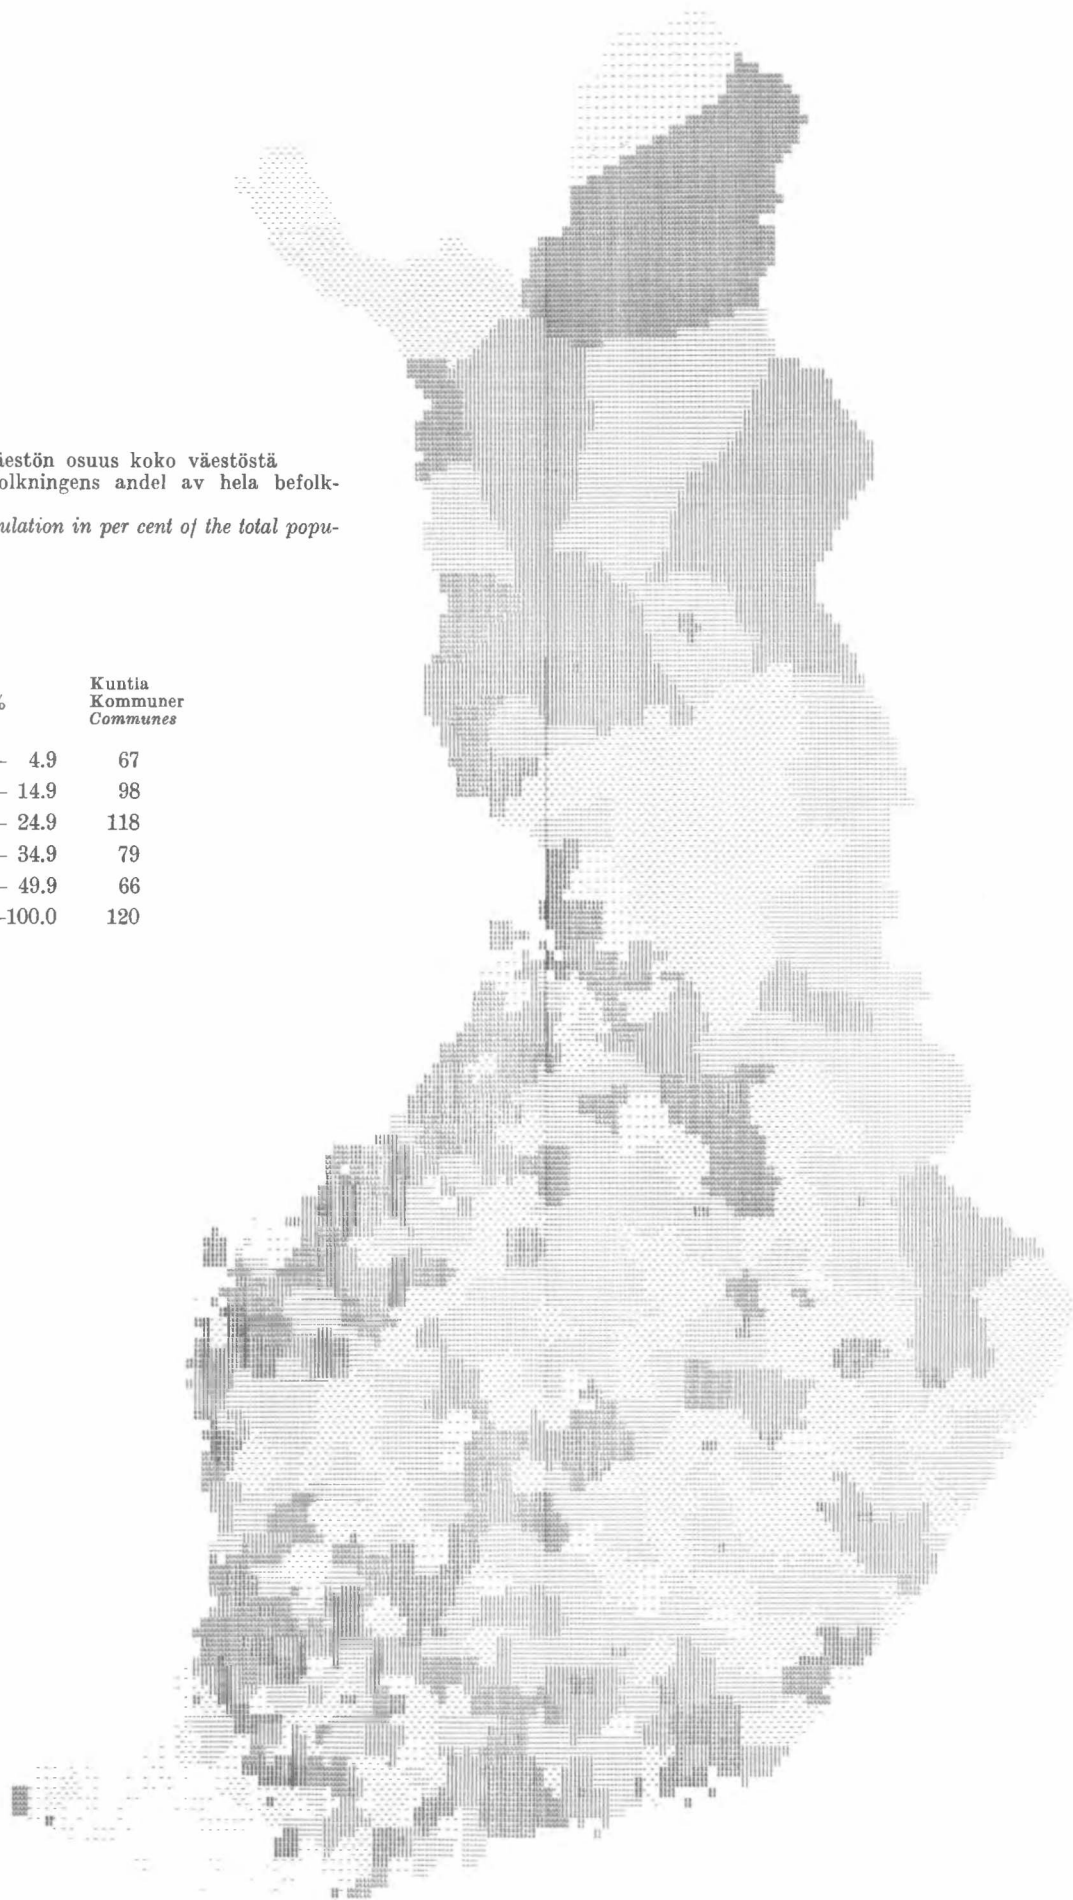 äestön osuus koko väestöstä
olkningens andel av hela befolk-
ulation in per cent of the total popu-
%
Kuntia
Kommuner
Communes
- 4.9 67
- 14.9 98
- 24.9 118
- 34.9 79
- 49.9 66
-100.0 120